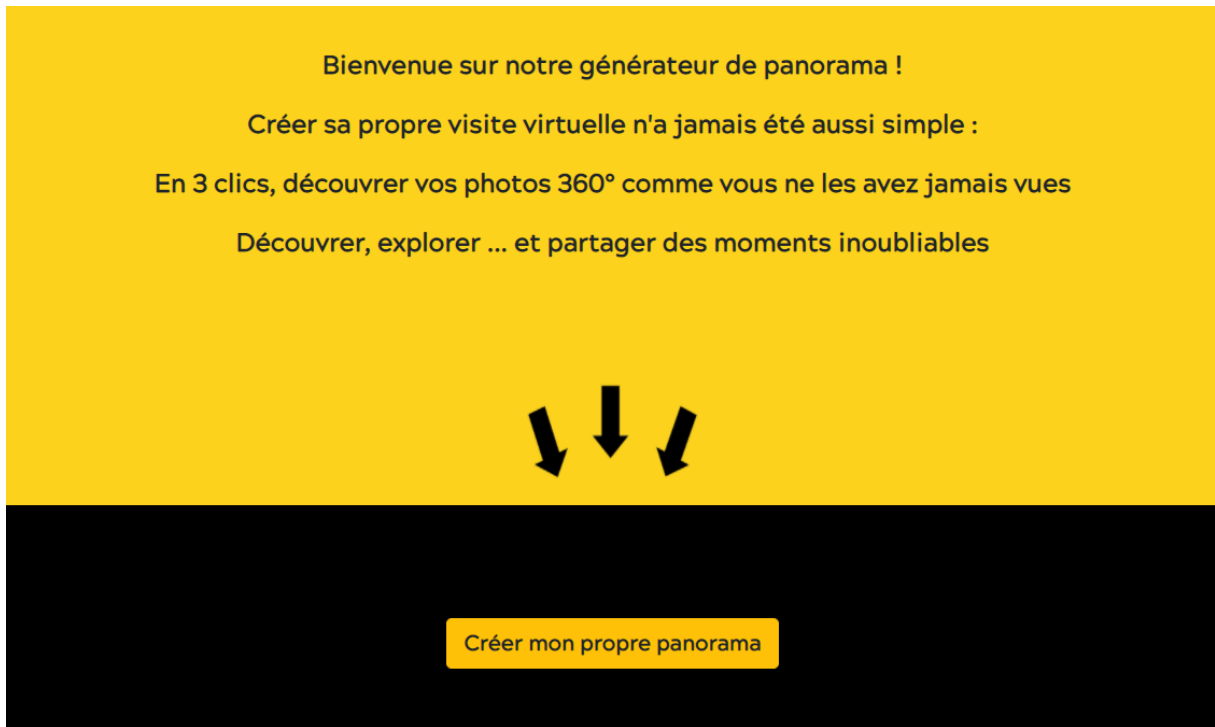 Bienvenue sur notre générateur de panorama !
Créer sa propre visite virtuelle n'a jamais été aussi simple :
En 3 clics, découvrer vos photos 360° comme vous ne les avez jamais vues
Découvrer, explorer ... et partager des moments inoubliables
Créer mon propre panorama